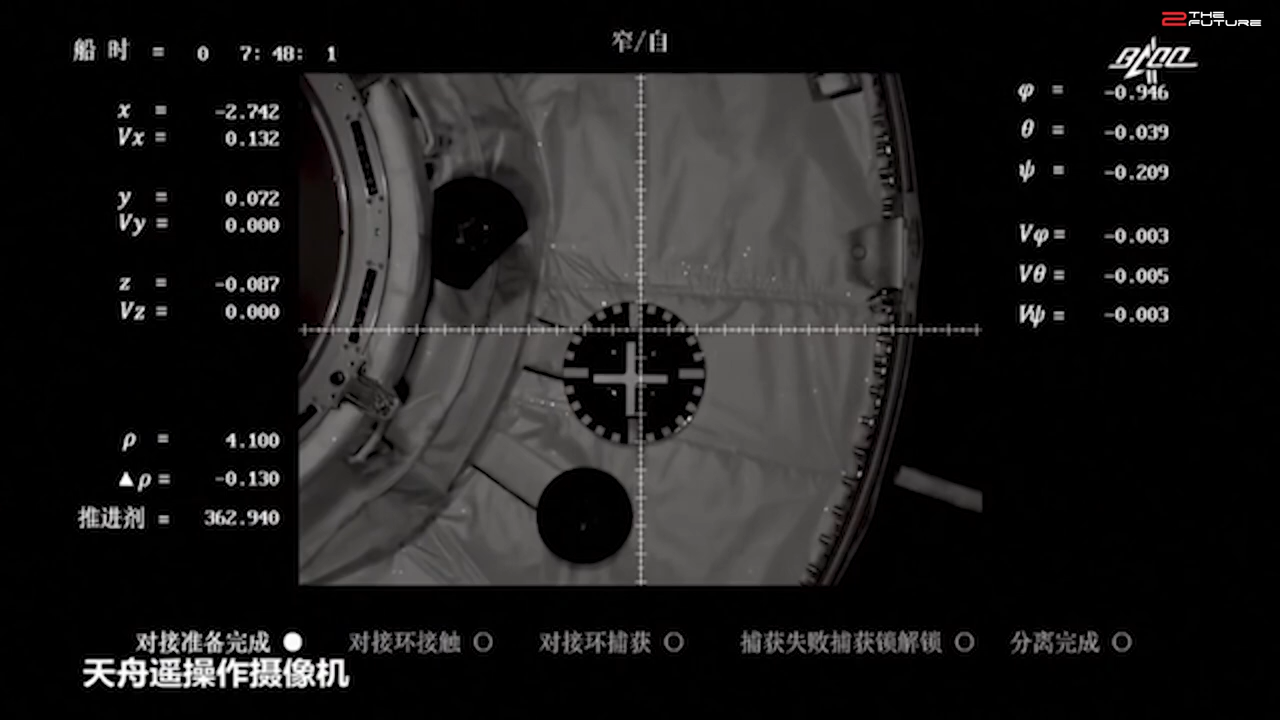 2 THE FUTURE
BACC
窄/自
船 时 = 0 7: 48: 1
x = -2.742
Vx = 0.132
y = 0.072
Vy = 0.000
z = -0.087
Vz = 0.000
ρ = 4.100
▲ρ = -0.130
推进剂 = 362.940
φ = -0.946
θ = -0.039
ψ = -0.209
Vφ = -0.003
Vθ = -0.005
Vψ = -0.003
对接准备完成 对接环接触 对接环捕获 捕获失败捕获锁解锁 分离完成
天舟遥操作摄像机